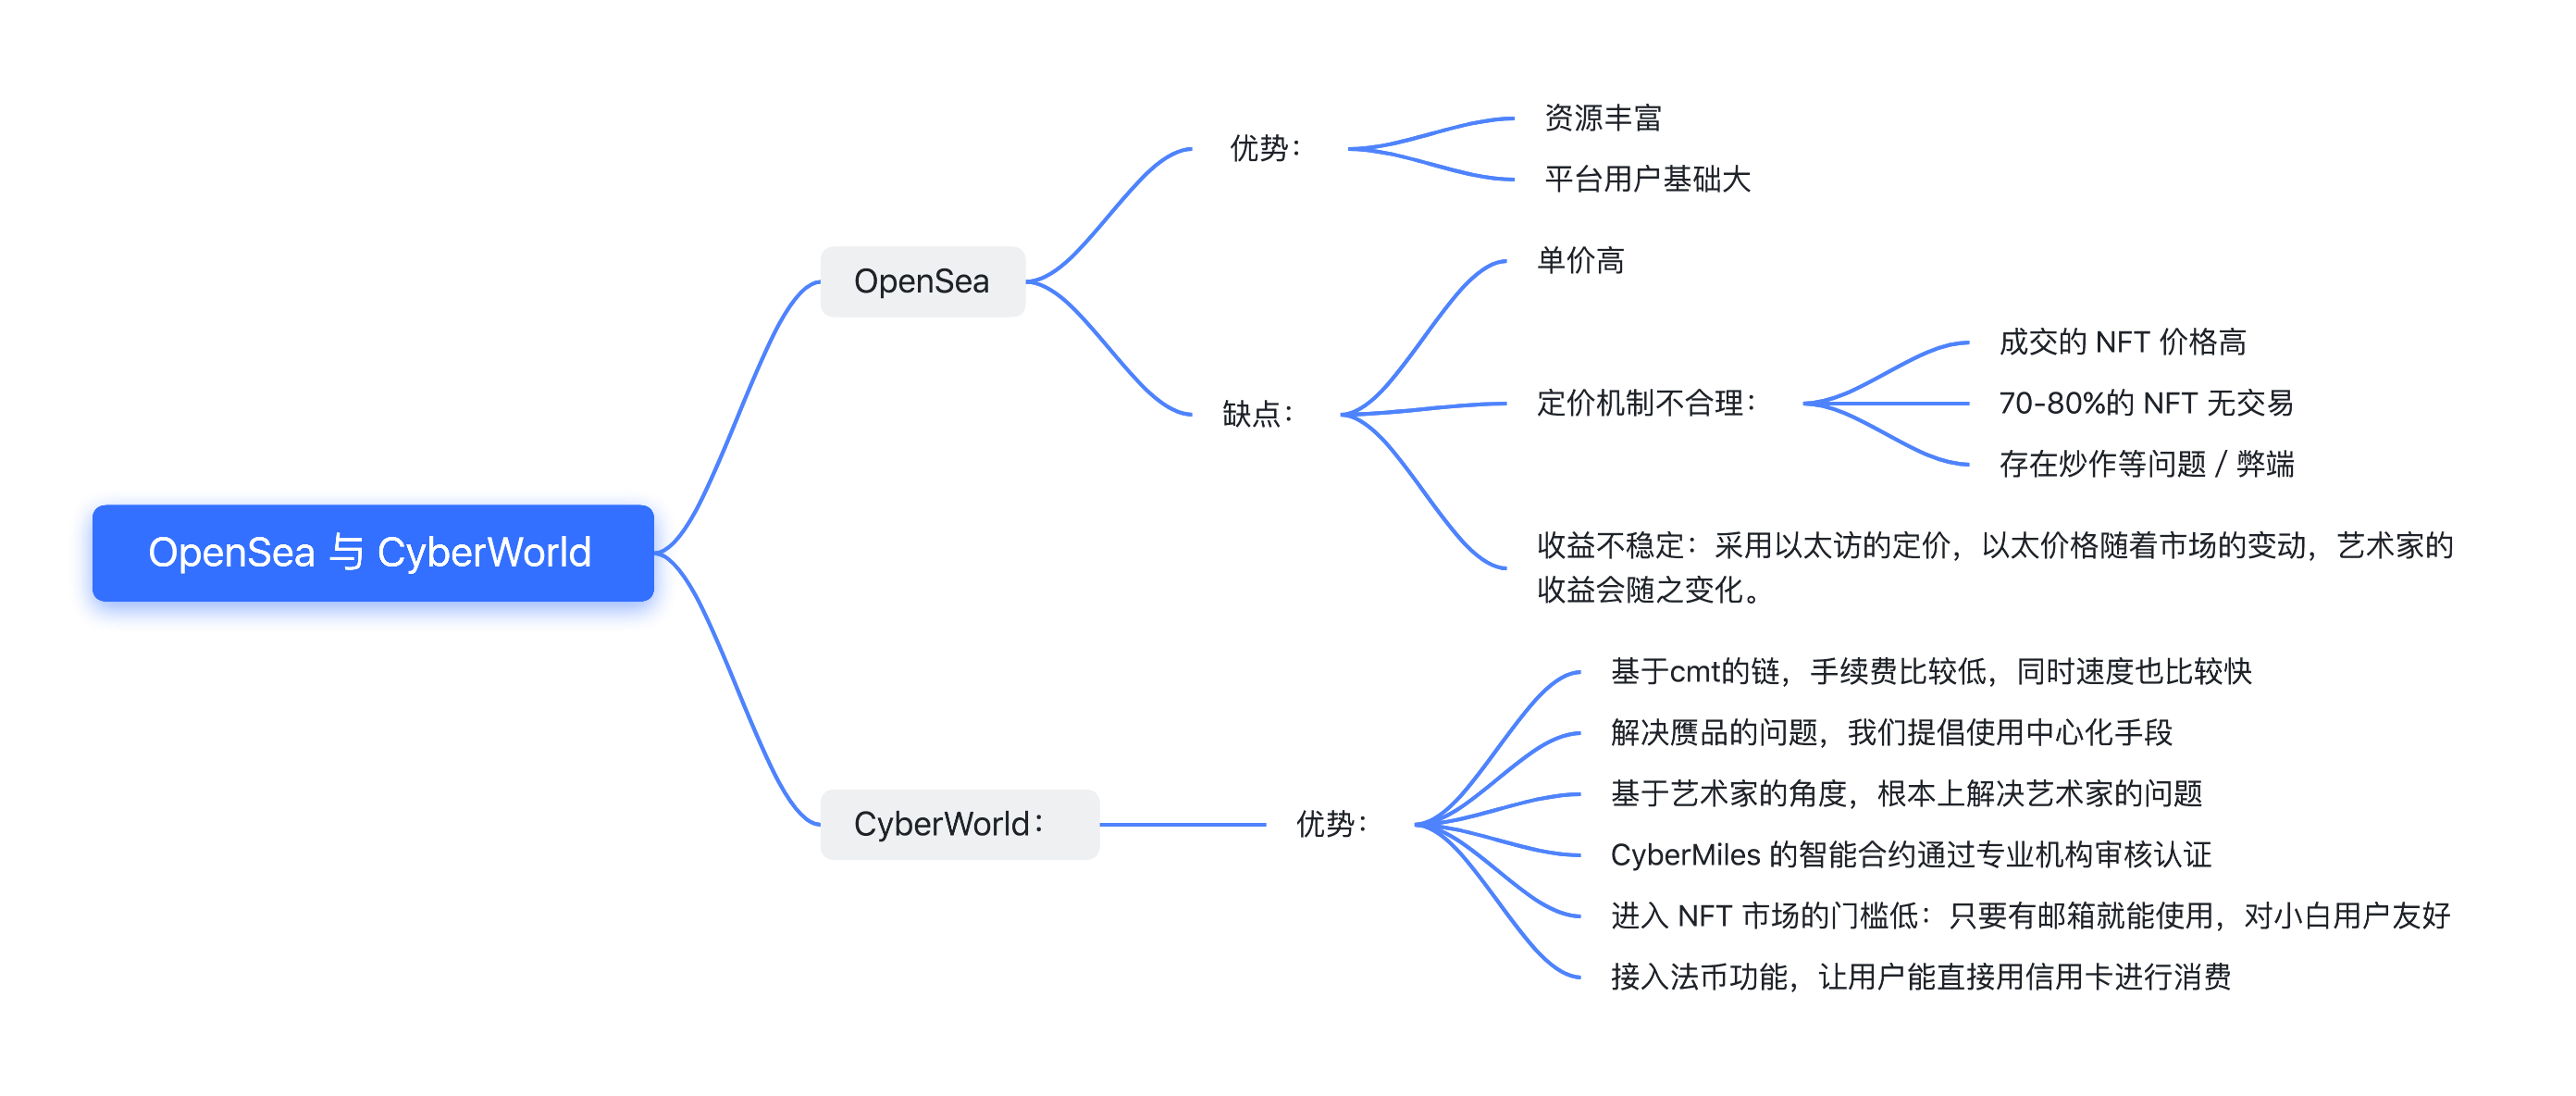 OpenSea 与 CyberWorld
OpenSea
优势：
资源丰富
平台用户基础大
缺点：
单价高
定价机制不合理：
成交的 NFT 价格高
70-80%的 NFT 无交易
存在炒作等问题 / 弊端
收益不稳定：采用以太访的定价，以太价格随着市场的变动，艺术家的
收益会随之变化。
CyberWorld：
优势：
基于cmt的链，手续费比较低，同时速度也比较快
解决赝品的问题，我们提倡使用中心化手段
基于艺术家的角度，根本上解决艺术家的问题
CyberMiles 的智能合约通过专业机构审核认证
进入 NFT 市场的门槛低：只要有邮箱就能使用，对小白用户友好
接入法币功能，让用户能直接用信用卡进行消费